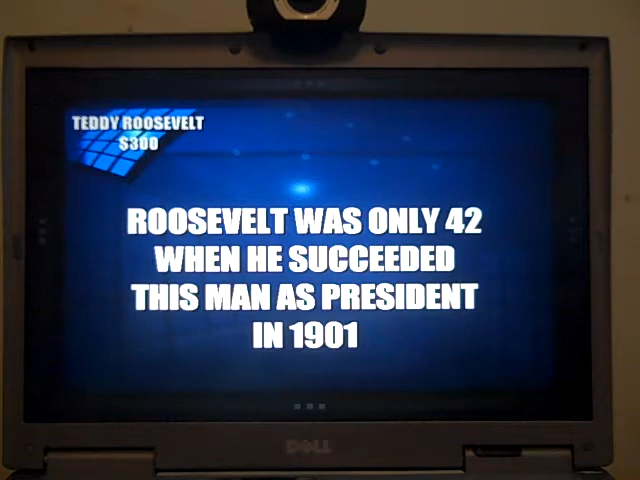 TEDDY ROOSEVELT
$300
ROOSEVELT WAS ONLY 42
WHEN HE SUCCEEDED
THIS MAN AS PRESIDENT
IN 1901
DELL